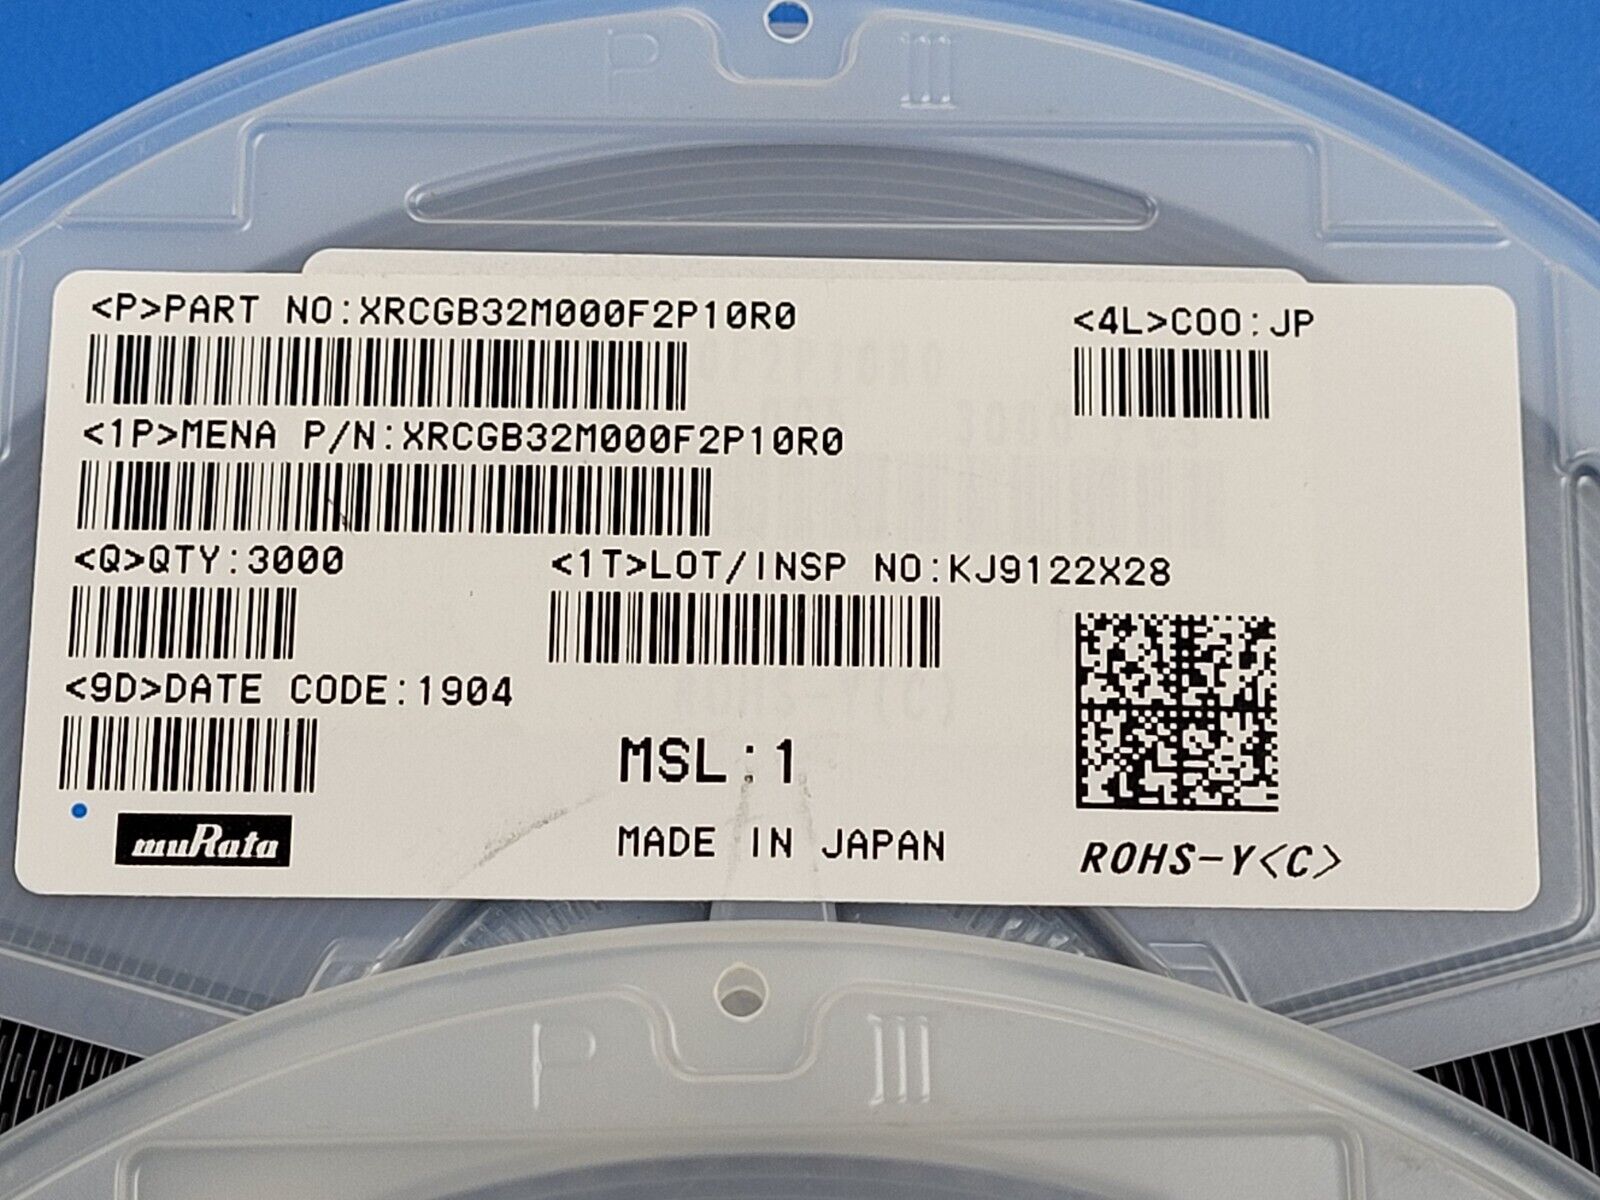 P III
<P>PART NO:XRCGB32M000F2P10R0
<4L>COO:JP
<1P>MENA P/N:XRCGB32M000F2P10R0
<Q>QTY:3000
<1T>LOT/INSP NO:KJ9122X28
<9D>DATE CODE:1904
MSL:1
muRata
MADE IN JAPAN
ROHS-Y<C>
P III